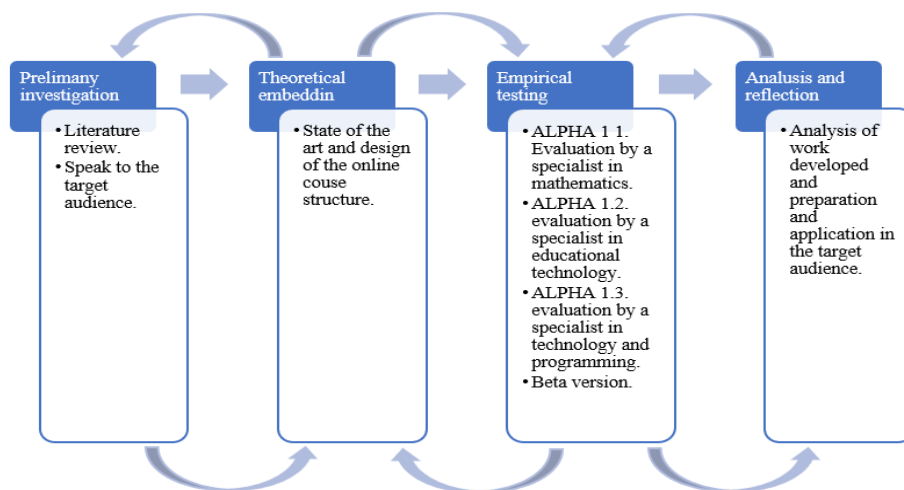 Prelimany
investigation
• Literature
review.
• Speak to the
target
audience.
Theoretical
embeddin
• State of the
art and design
of the online
couse
structure.
Empirical
testing
• ALPHA 1 1.
Evaluation by a
specialist in
mathematics.
• ALPHA 1.2.
evaluation by a
specialist in
educational
technology.
• ALPHA 1.3.
evaluation by a
specialist in
technology and
programming.
• Beta version.
Analysis and
reflection
• Analysis of
work
developed
and
preparation
and
application in
the target
audience.